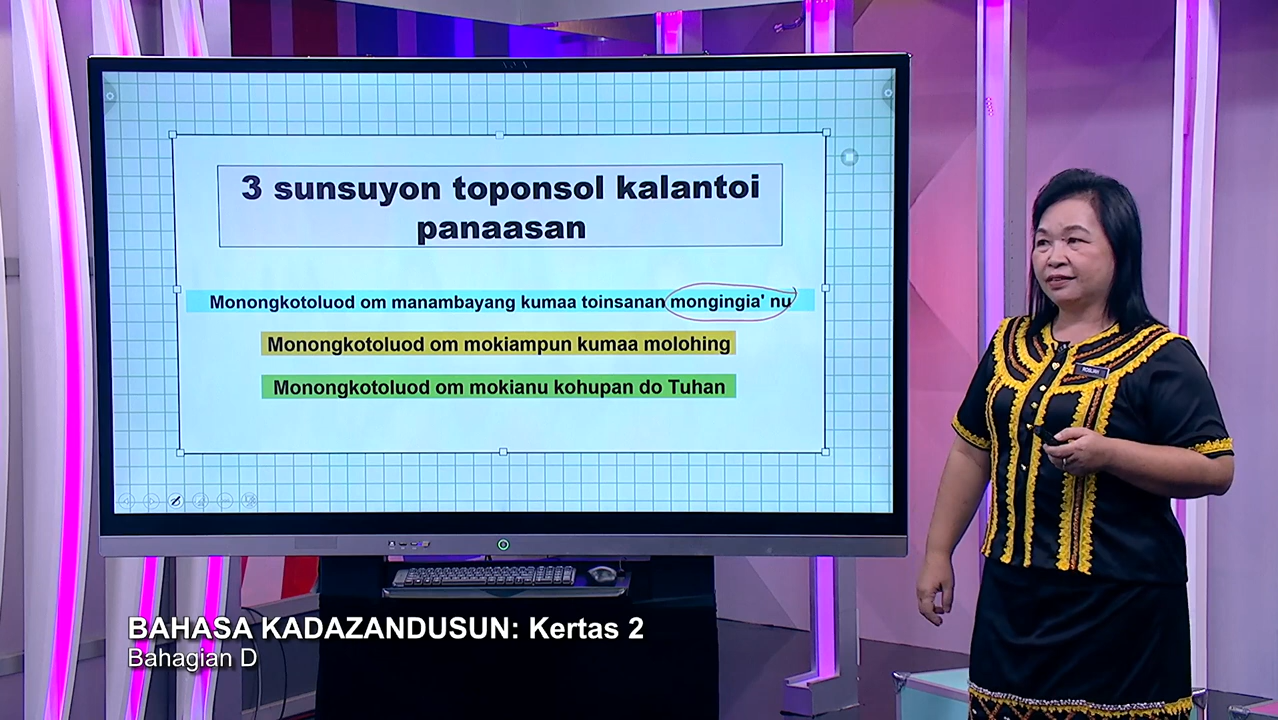 3 sunsuyon toponsol kalantoi
panaasan
Monongkotoluod om manambayang kumaa toinsanan mongingia' nu
Monongkotoluod om mokiampun kumaa molohing
Monongkotoluod om mokianu kohupan do Tuhan
ROSLIAH
BAHASA KADAZANDUSUN: Kertas 2
Bahagian D